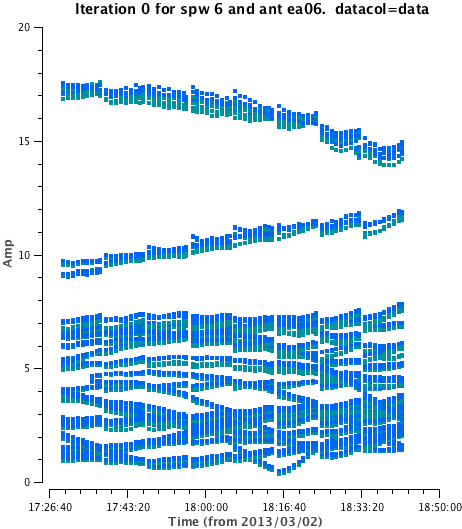 Iteration 0 for spw 6 and ant ea06.  datacol=data
20
15
10
5
0
Amp
17:26:40 17:43:20 18:00:00 18:16:40 18:33:20 18:50:00
Time (from 2013/03/02)